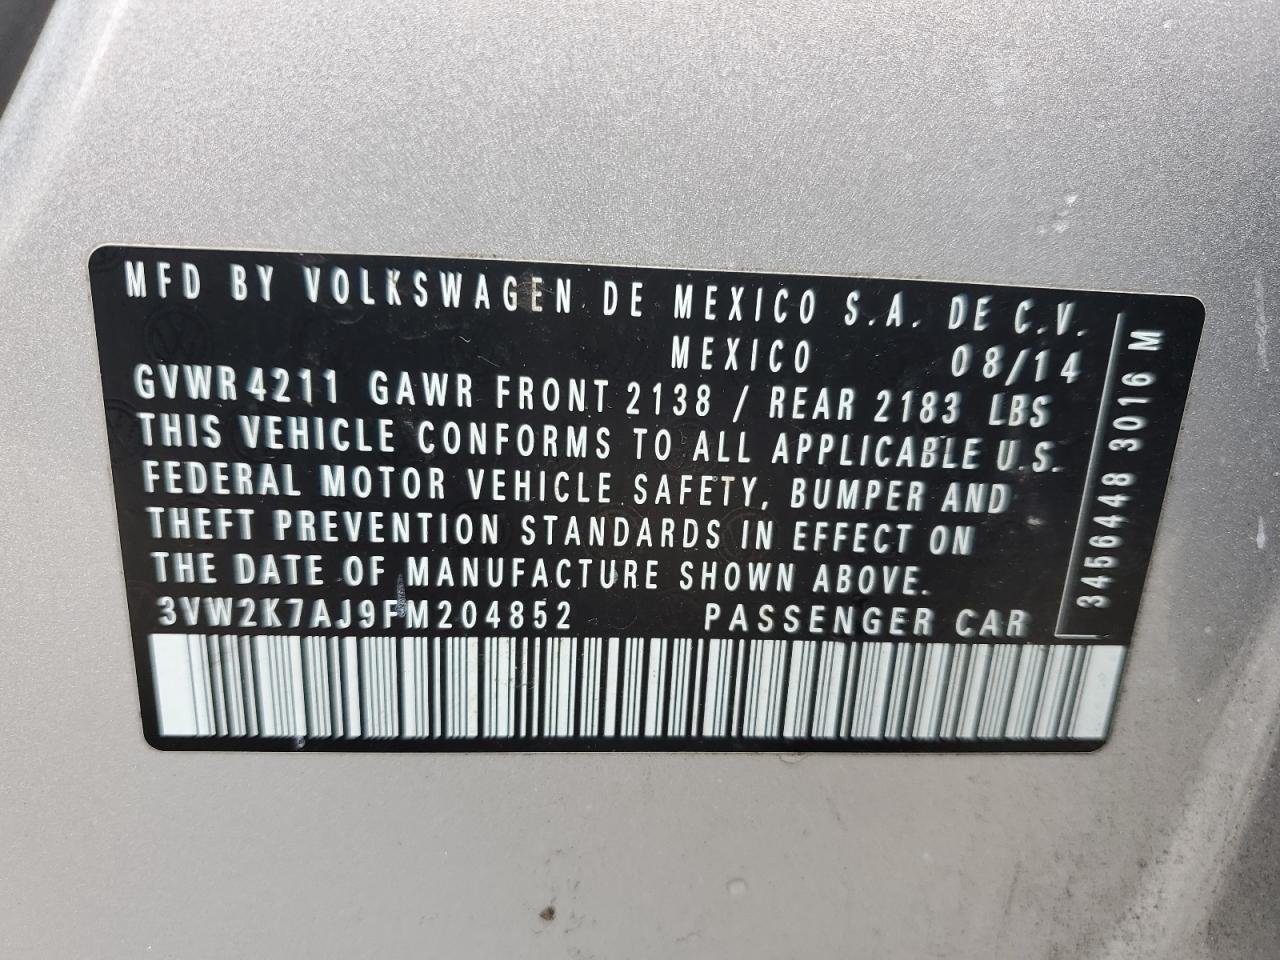 MFD BY VOLKSWAGEN DE MEXICO S.A. DE C.V.
MEXICO 08/14
GVWR 4211 GAWR FRONT 2138 / REAR 2183 LBS
THIS VEHICLE CONFORMS TO ALL APPLICABLE U.S.
FEDERAL MOTOR VEHICLE SAFETY, BUMPER AND
THEFT PREVENTION STANDARDS IN EFFECT ON
THE DATE OF MANUFACTURE SHOWN ABOVE.
3VW2K7AJ9FM204852 PASSENGER CAR
3456448 3016 M